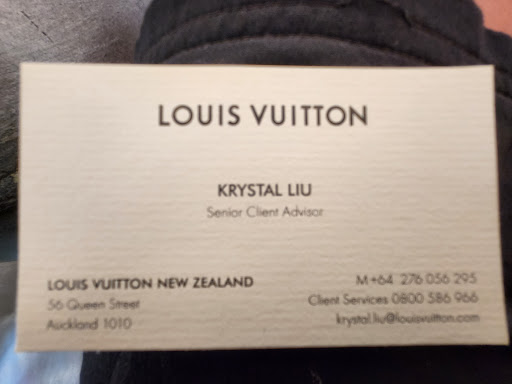 LOUIS VUITTON
KRYSTAL LIU
Senior Client Advisor
LOUIS VUITTON NEW ZEALAND
56 Queen Street
Auckland 1010
M +64 276 056 295
Client Services 0800 586 966
krystal.liu@louisvuitton.com